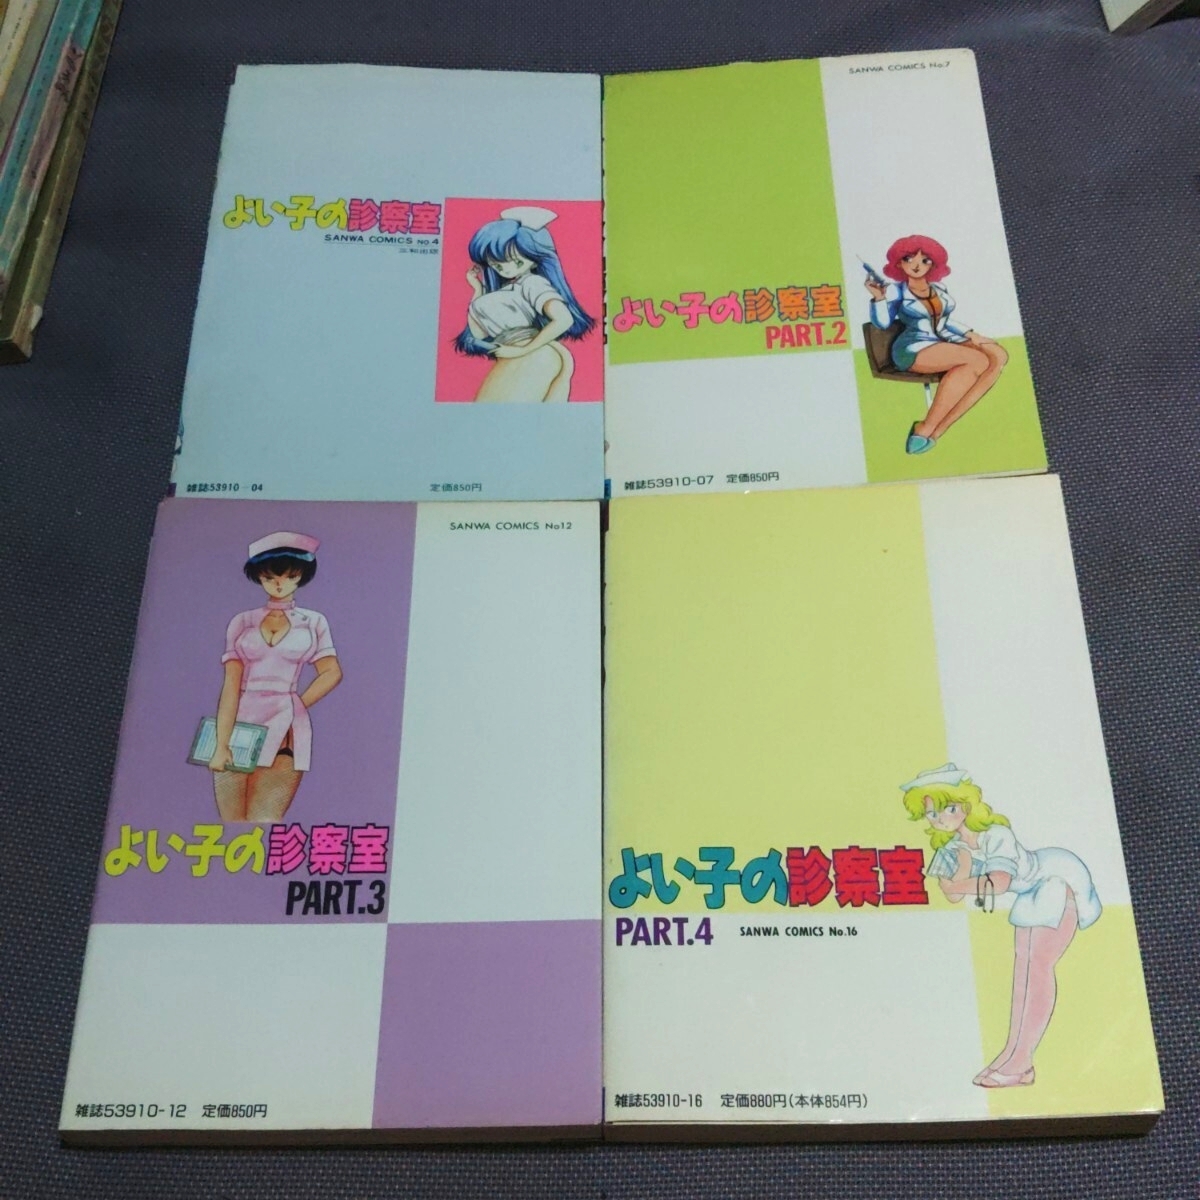 よい子の診察室
SANWA COMICS No.4
三和出版
雑誌53910-04 定価850円
SANWA COMICS No.7
よい子の診察室
PART.2
雑誌53910-07 定価850円
SANWA COMICS No12
よい子の診察室
PART.3
雑誌53910-12 定価850円
よい子の診察室
PART.4 SANWA COMICS No.16
雑誌53910-16 定価880円(本体854円)